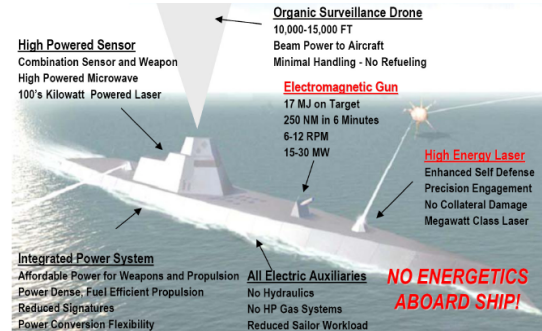 Organic Surveillance Drone
10,000-15,000 FT
Beam Power to Aircraft
Minimal Handling - No Refueling
High Powered Sensor
Combination Sensor and Weapon
High Powered Microwave
100's Kilowatt Powered Laser
Electromagnetic Gun
17 MJ on Target
250 NM in 6 Minutes
6-12 RPM
15-30 MW
High Energy Laser
Enhanced Self Defense
Precision Engagement
No Collateral Damage
Megawatt Class Laser
Integrated Power System
Affordable Power for Weapons and Propulsion
Power Dense, Fuel Efficient Propulsion
Reduced Signatures
Power Conversion Flexibility
All Electric Auxiliaries
No Hydraulics
No HP Gas Systems
Reduced Sailor Workload
NO ENERGETICS
ABOARD SHIP!